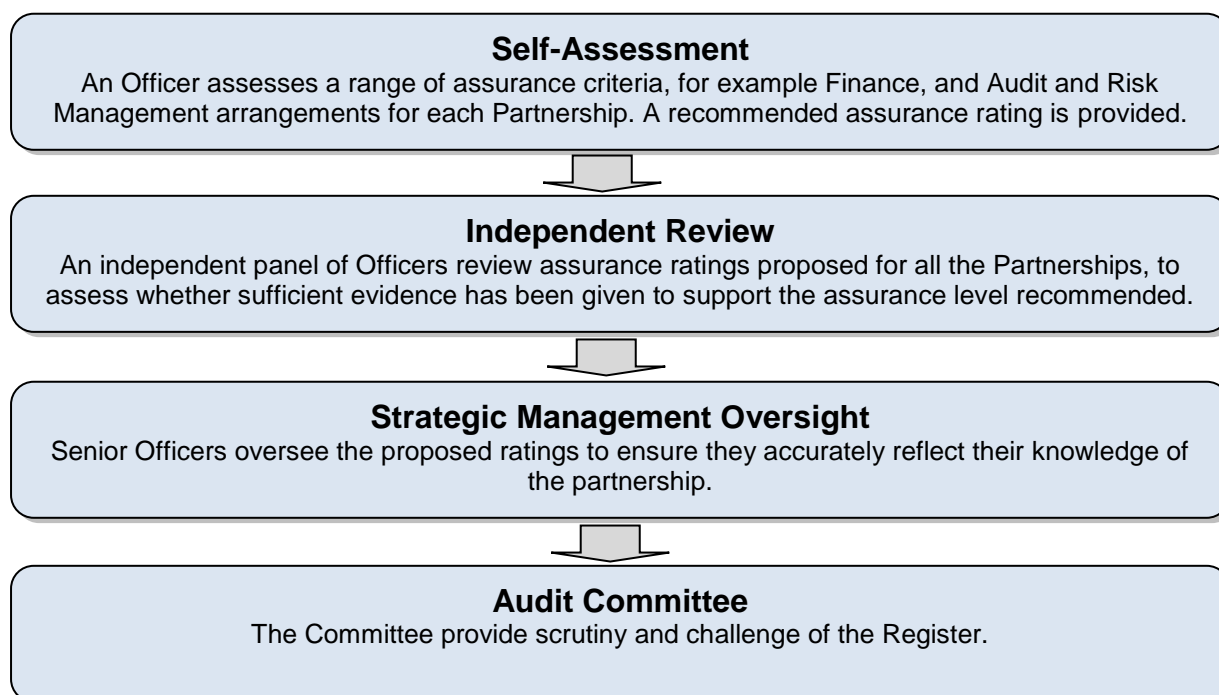 Self-Assessment
An Officer assesses a range of assurance criteria, for example Finance, and Audit and Risk
Management arrangements for each Partnership. A recommended assurance rating is provided.
Independent Review
An independent panel of Officers review assurance ratings proposed for all the Partnerships, to
assess whether sufficient evidence has been given to support the assurance level recommended.
Strategic Management Oversight
Senior Officers oversee the proposed ratings to ensure they accurately reflect their knowledge of
the partnership.
Audit Committee
The Committee provide scrutiny and challenge of the Register.